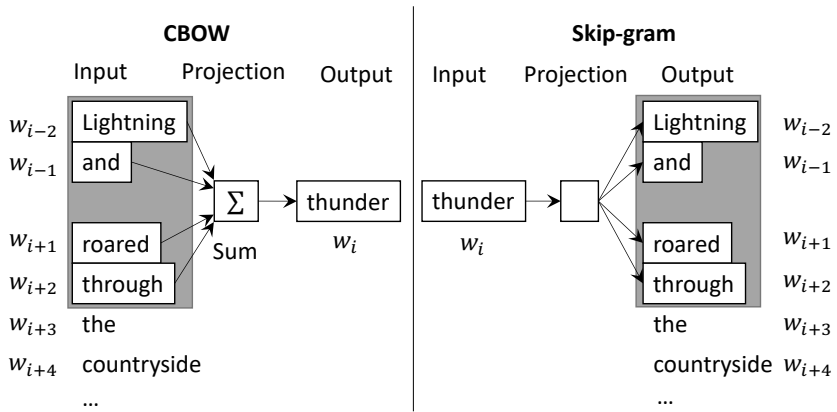 CBOW
Input Projection Output
w_{i−2} Lightning
w_{i−1} and
∑ thunder
w_{i+1} roared
Sum w_i
w_{i+2} through
w_{i+3} the
w_{i+4} countryside
...
Skip-gram
Input Projection Output
Lightning w_{i−2}
and w_{i−1}
thunder
w_i
roared w_{i+1}
through w_{i+2}
the w_{i+3}
countryside w_{i+4}
...